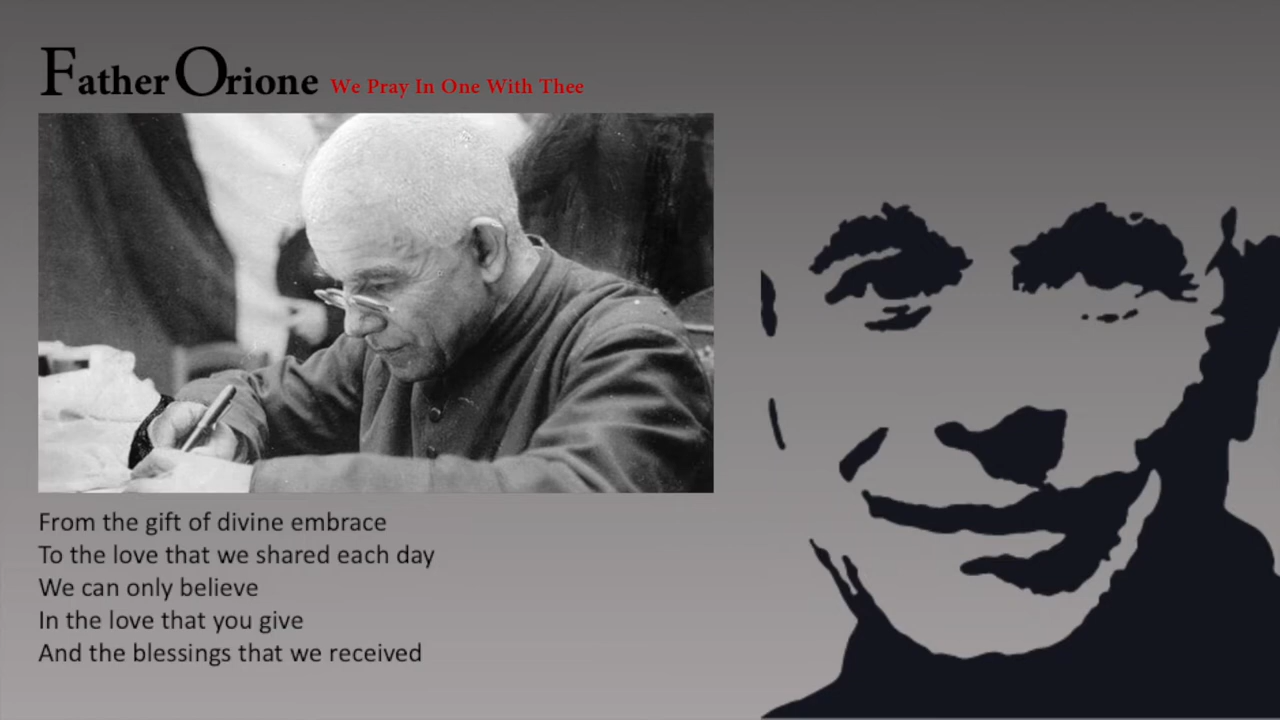 Father Orione We Pray In One With Thee
From the gift of divine embrace
To the love that we shared each day
We can only believe
In the love that you give
And the blessings that we received